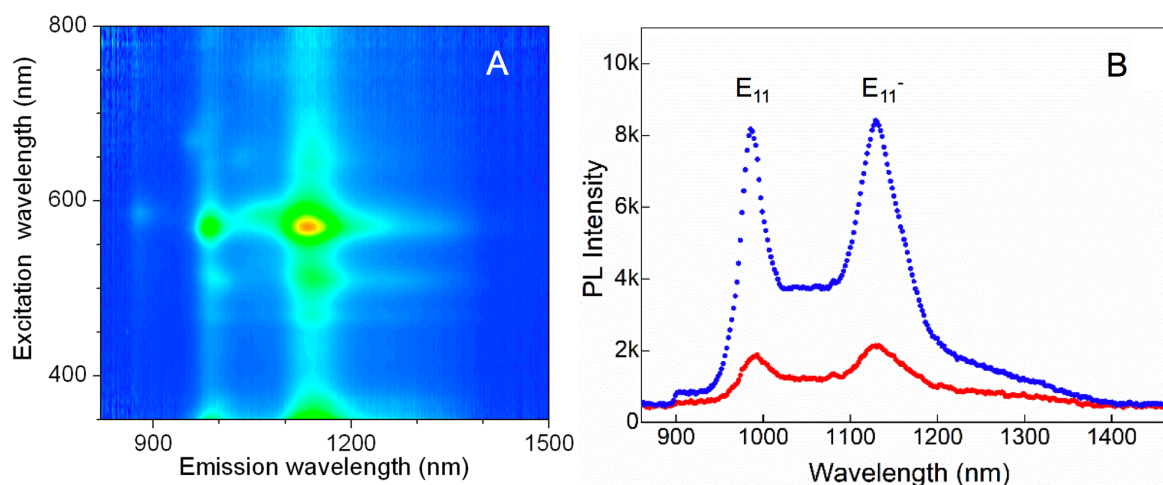 A
Excitation wavelength (nm)
800
600
400
900
1200
1500
Emission wavelength (nm)
B
E11
E11-
PL Intensity
10k
8k
6k
4k
2k
0
900
1000
1100
1200
1300
1400
Wavelength (nm)